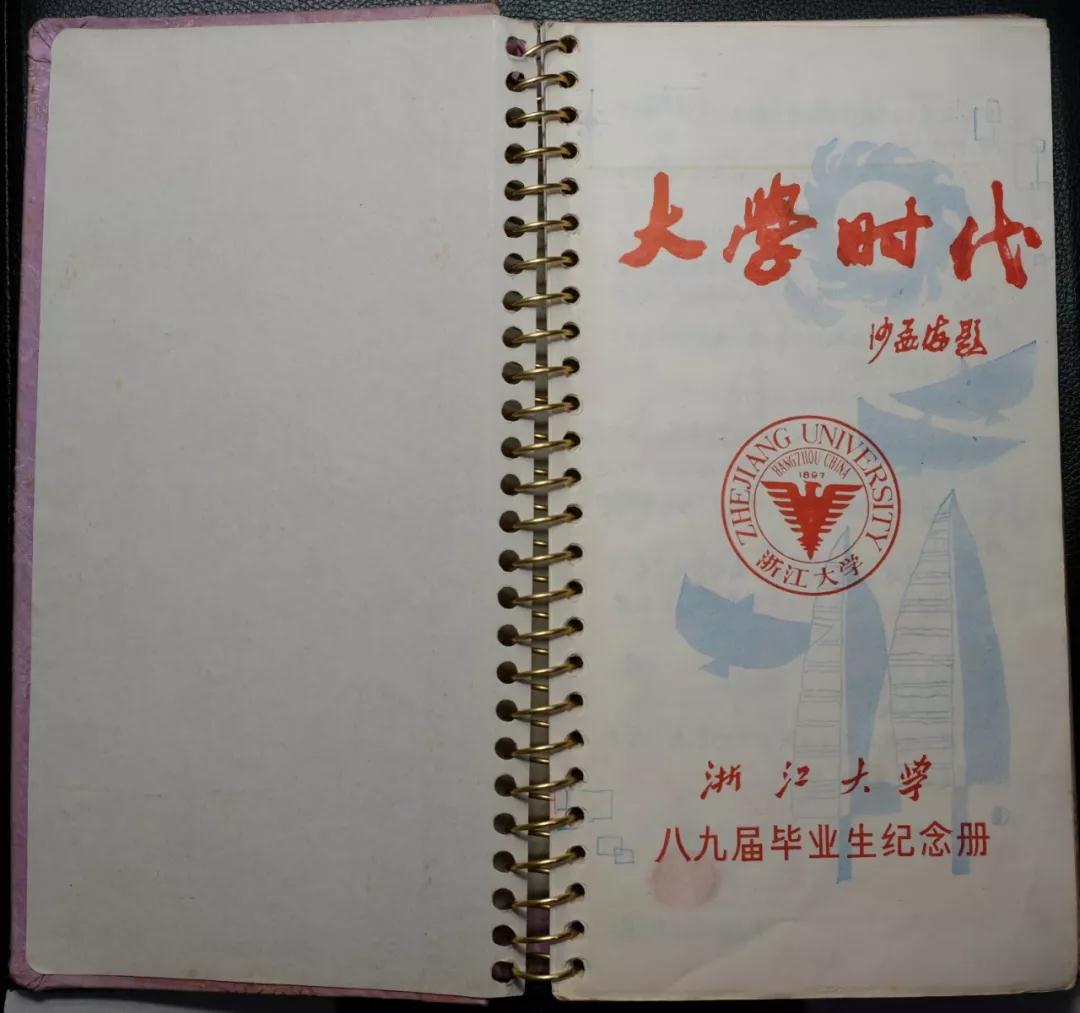 大学时代
沙孟海题
ZHEJIANG UNIVERSITY
HANGZHOU CHINA
1897
浙江大学
浙江大学
八九届毕业生纪念册